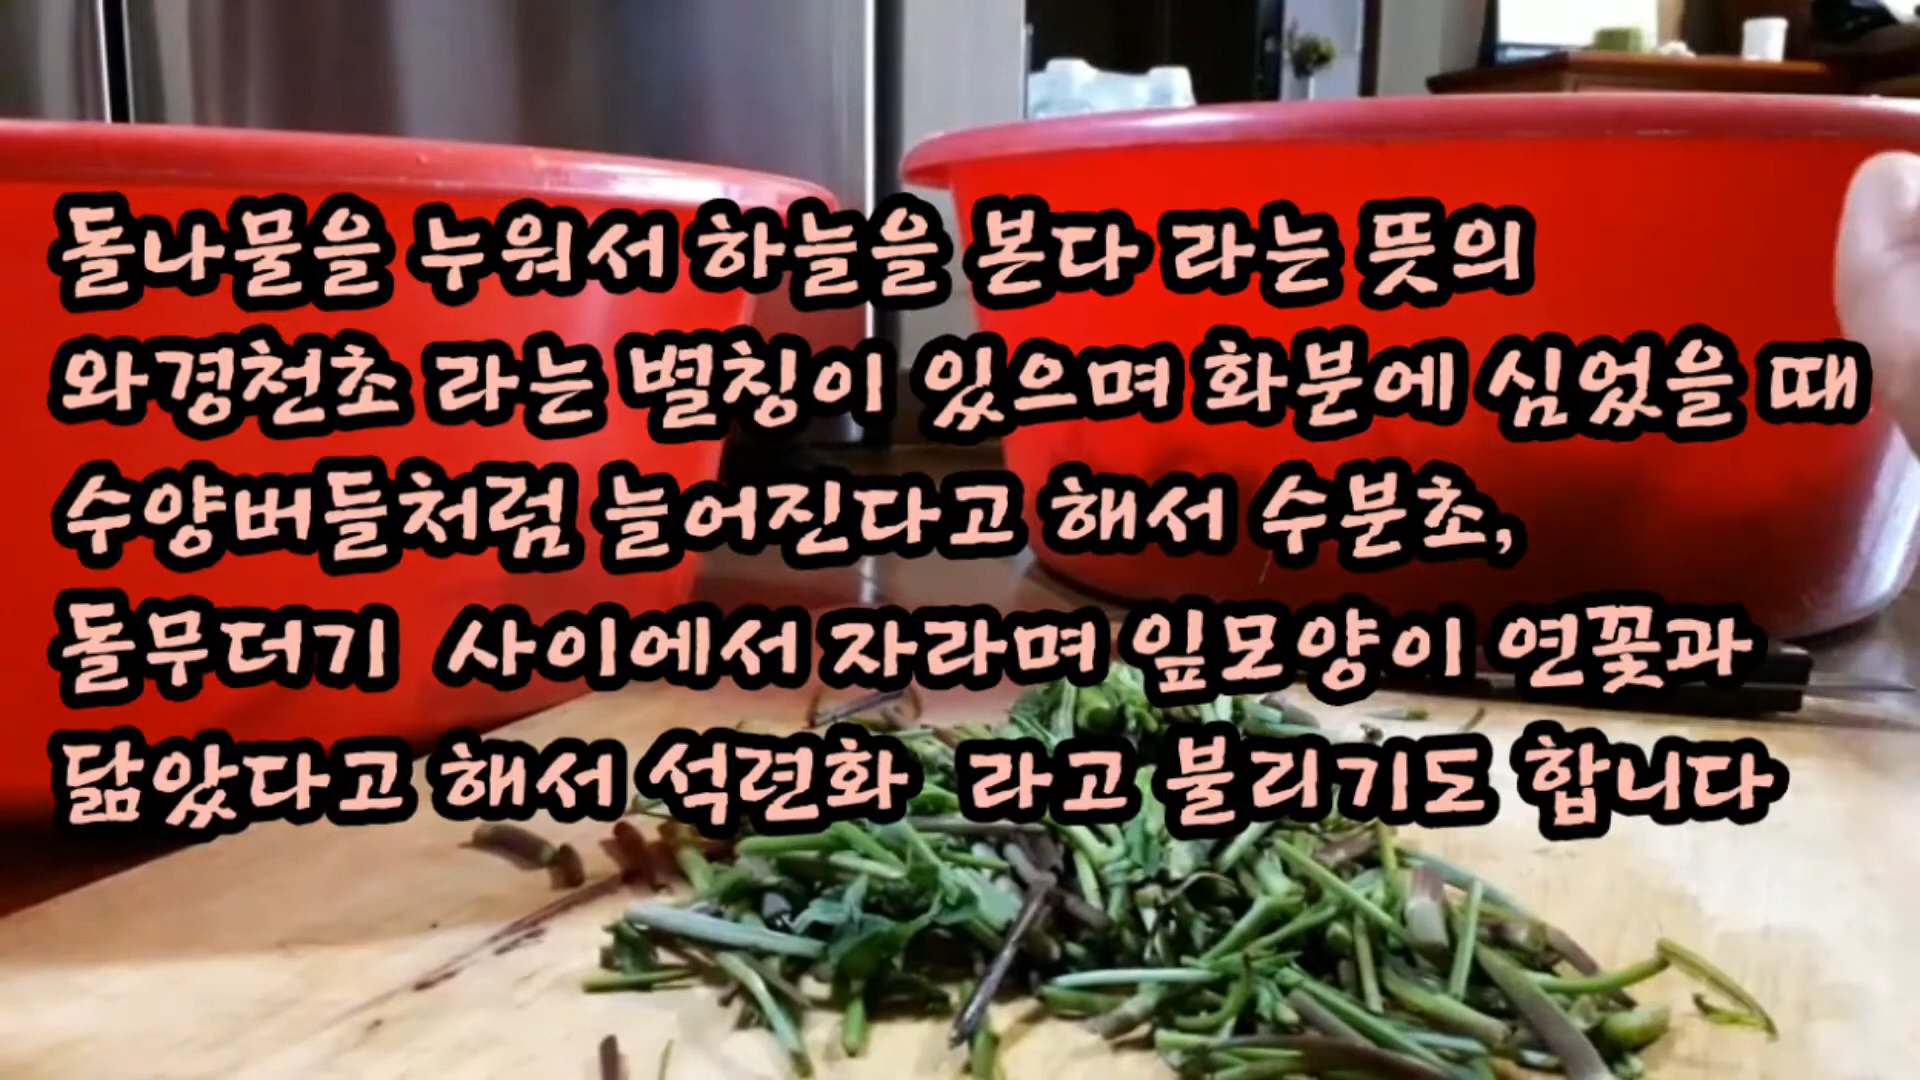 돌나물을 누워서 하늘을 본다 라는 뜻의
와경천초 라는 별칭이 있으며 화분에 심었을 때
수양버들처럼 늘어진다고 해서 수분초,
돌무더기 사이에서 자라며 잎모양이 연꽃과
닮았다고 해서 석련화 라고 불리기도 합니다